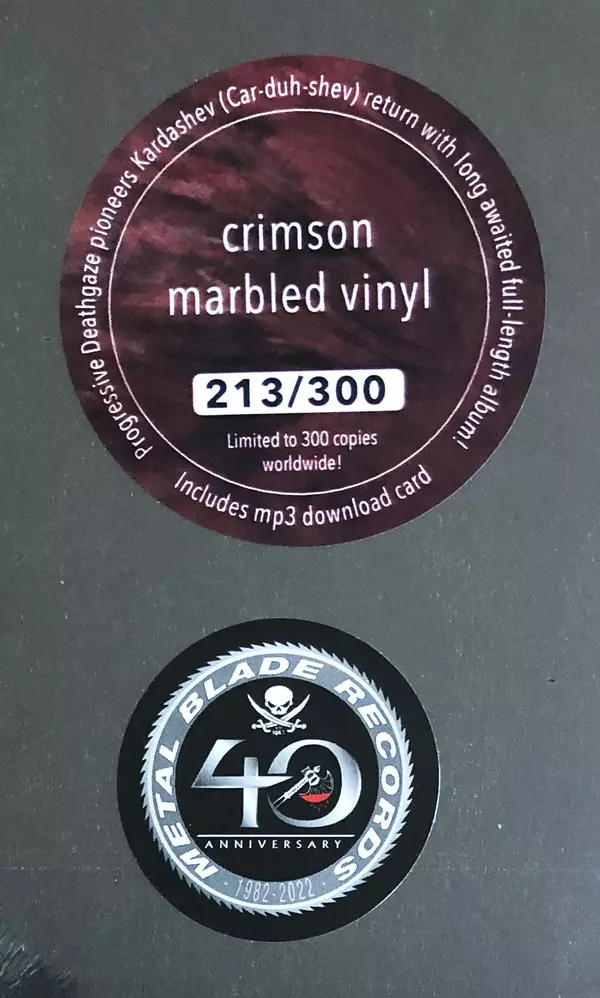 Progressive Deathgaze pioneers Kardashev (Car-duh-shev) return with long awaited full-length album!
crimson
marbled vinyl
213/300
Limited to 300 copies
worldwide!
Includes mp3 download card
METAL BLADE RECORDS
40
ANNIVERSARY
· 1982-2022 ·